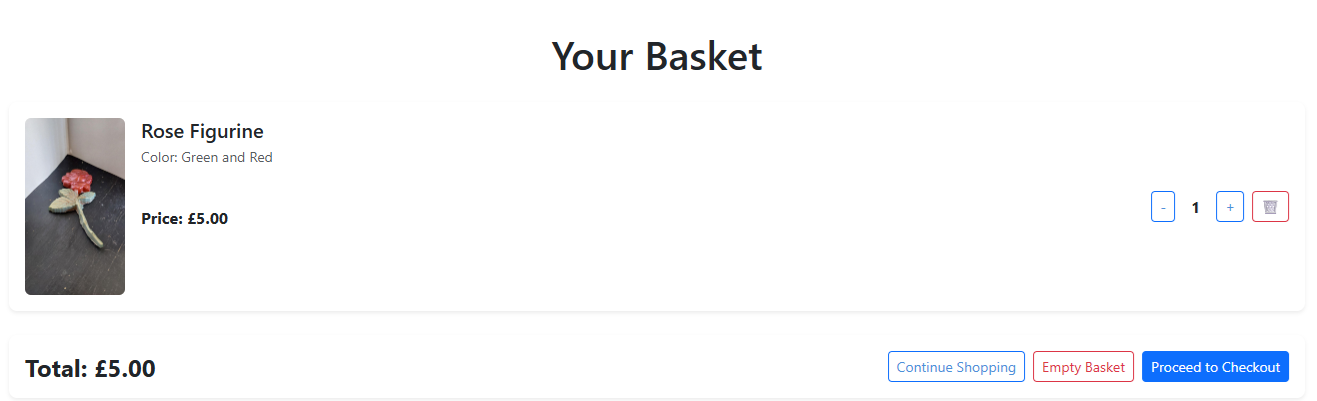 Your Basket
Rose Figurine
Color: Green and Red
Price: £5.00
- 1 +
Total: £5.00
Continue Shopping
Empty Basket
Proceed to Checkout